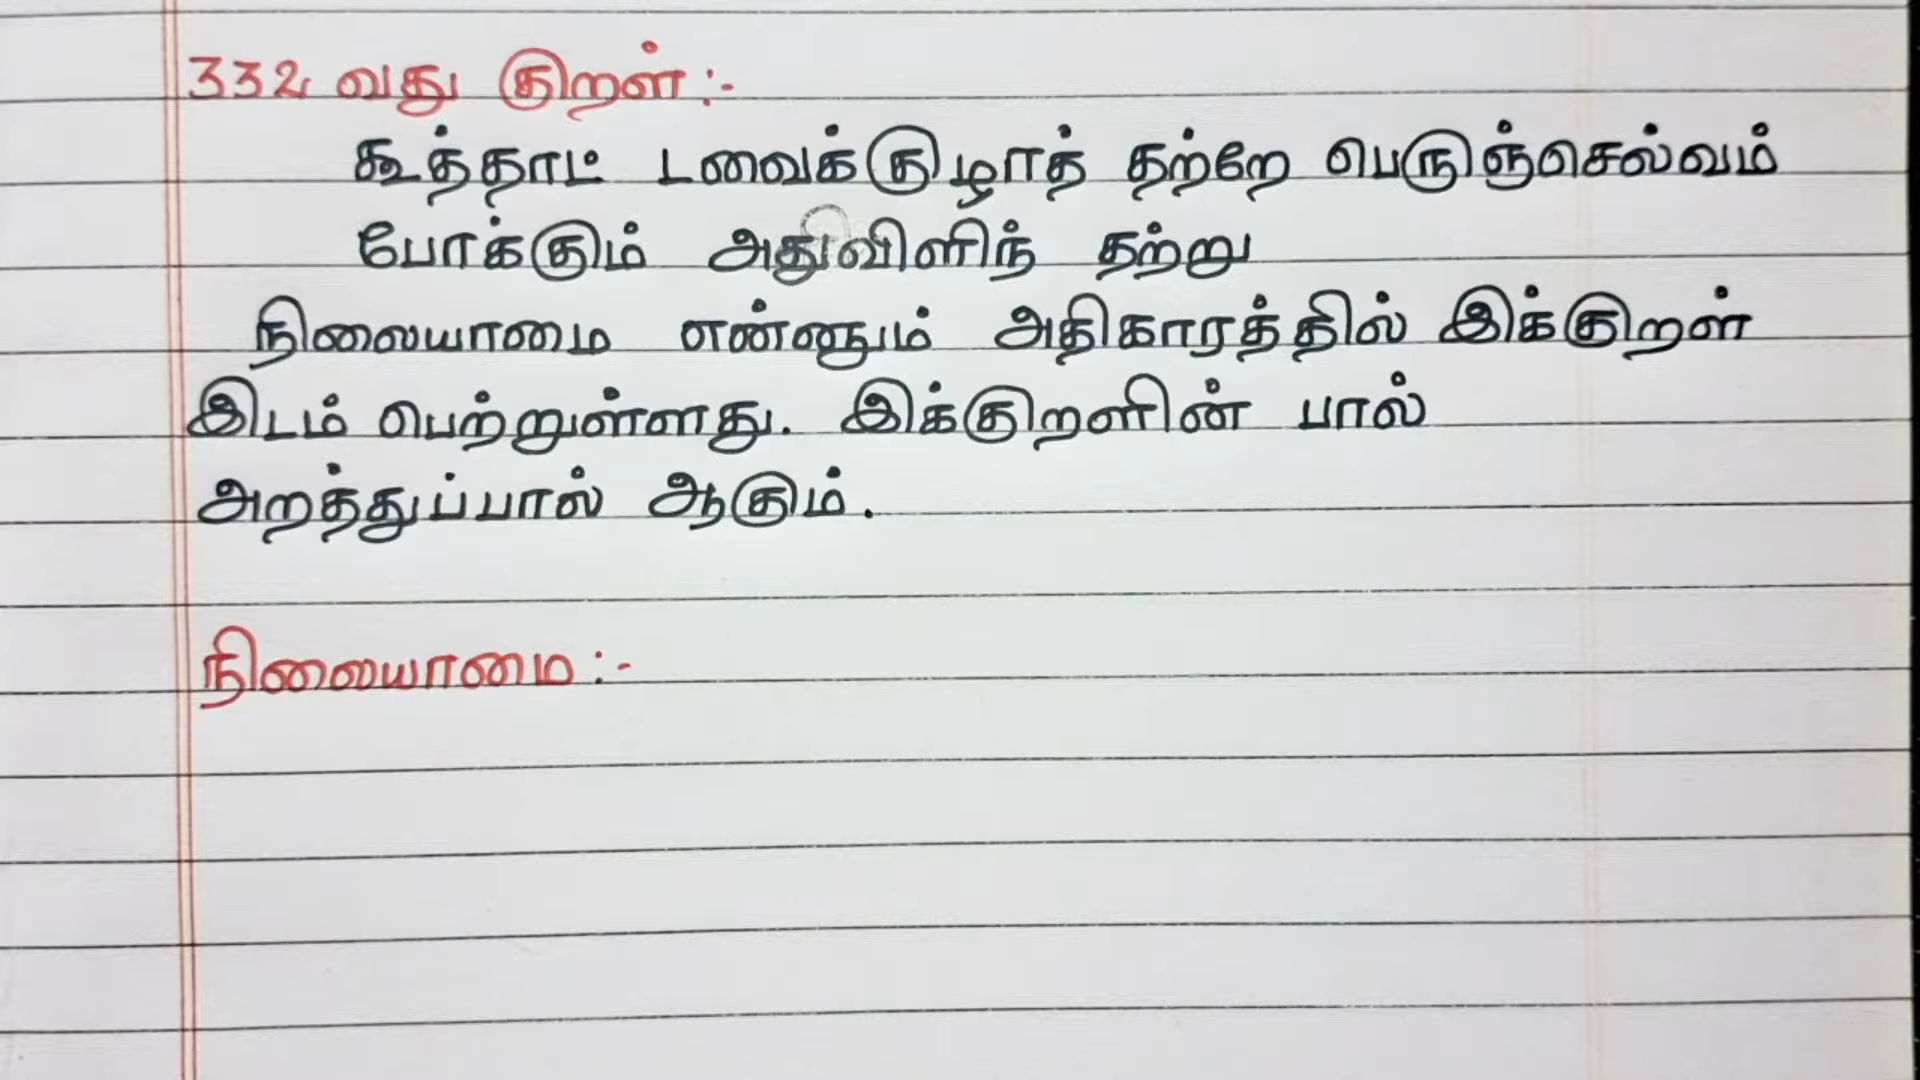 332 வது குறள்:-
கூத்தாட் டவைக்குழாத் தற்றே பெருஞ்செல்வம்
போக்கும் அதுவிளிந் தற்று
நிலையாமை என்னும் அதிகாரத்தில் இக்குறள்
இடம் பெற்றுள்ளது. இக்குறளின் பால்
அறத்துப்பால் ஆகும்.
நிலையாமை:-